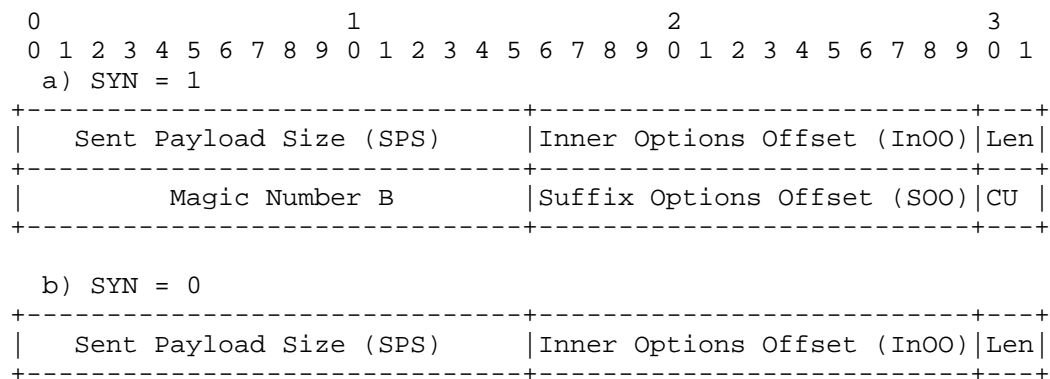 0                   1                   2                   3
 0 1 2 3 4 5 6 7 8 9 0 1 2 3 4 5 6 7 8 9 0 1 2 3 4 5 6 7 8 9 0 1
  a) SYN = 1
+-------------------------------+---------------------------+---+
|   Sent Payload Size (SPS)     |Inner Options Offset (InOO)|Len|
+-------------------------------+---------------------------+---+
|         Magic Number B        |Suffix Options Offset (SOO)|CU |
+-------------------------------+---------------------------+---+
  b) SYN = 0
+-------------------------------+---------------------------+---+
|   Sent Payload Size (SPS)     |Inner Options Offset (InOO)|Len|
+-------------------------------+---------------------------+---+